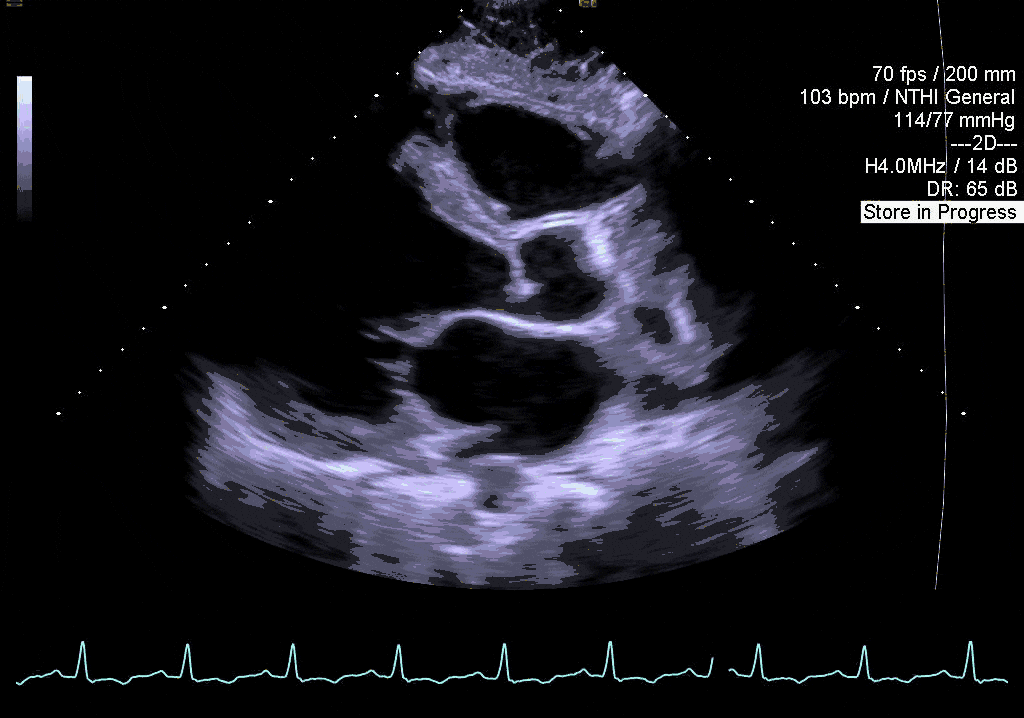 70 fps / 200 mm
103 bpm / NTHI General
114/77 mmHg
---2D---
H4.0MHz / 14 dB
DR: 65 dB
Store in Progress